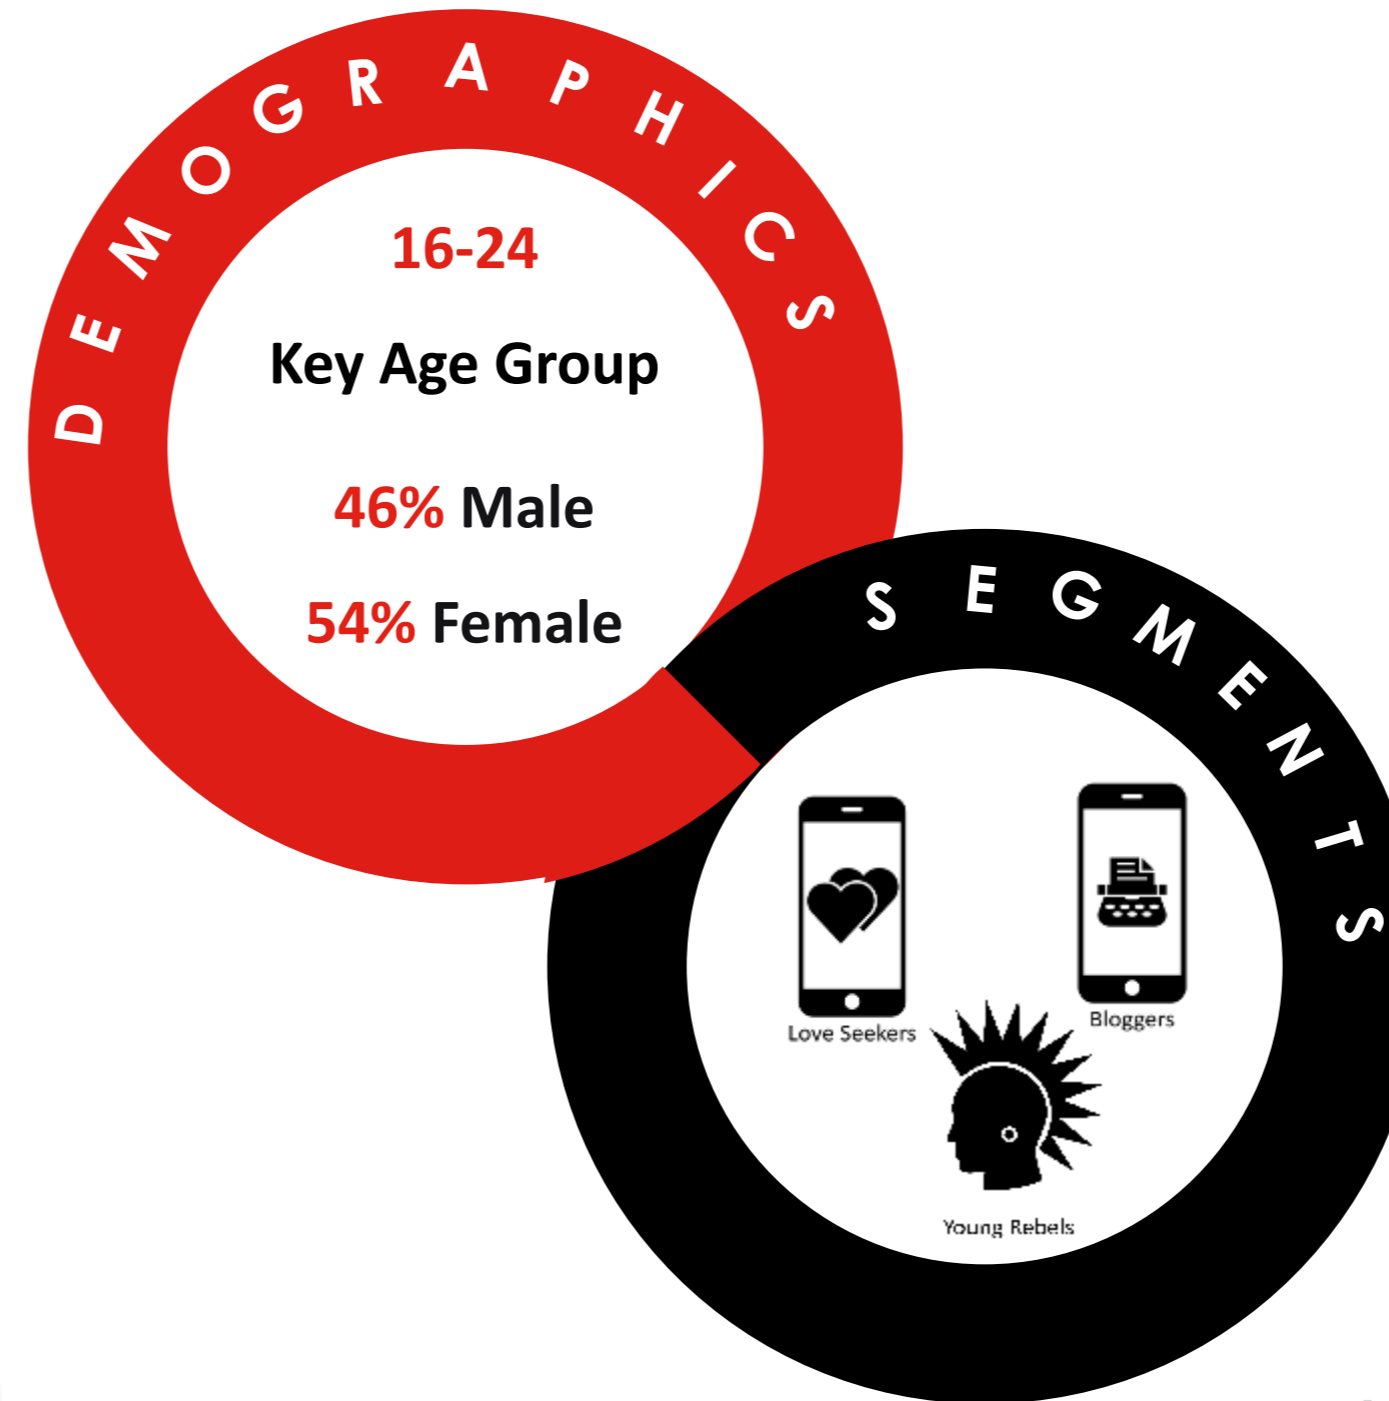 DEMOGRAPHICS
16-24
Key Age Group
46% Male
54% Female
SEGMENTS
Love Seekers
Bloggers
Young Rebels